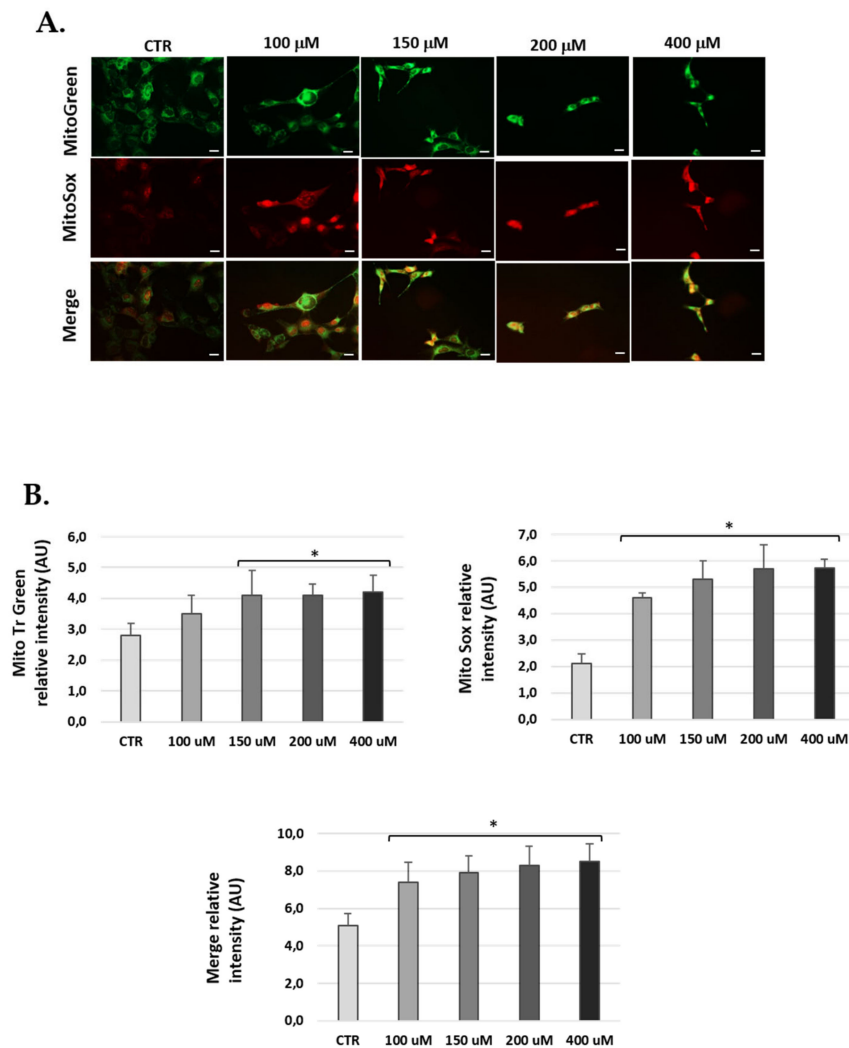 A.
CTR 100 µM 150 µM 200 µM 400 µM
MitoGreen
MitoSox
Merge
B.
Mito Tr Green
relative intensity (AU)
6,0
5,0
4,0
3,0
2,0
1,0
0,0
*
CTR 100 uM 150 uM 200 uM 400 uM
Mito Sox relative
intensity (AU)
7,0
6,0
5,0
4,0
3,0
2,0
1,0
0,0
*
CTR 100 uM 150 uM 200 uM 400 uM
Merge relative
intensity (AU)
10,0
8,0
6,0
4,0
2,0
0,0
*
CTR 100 uM 150 uM 200 uM 400 uM